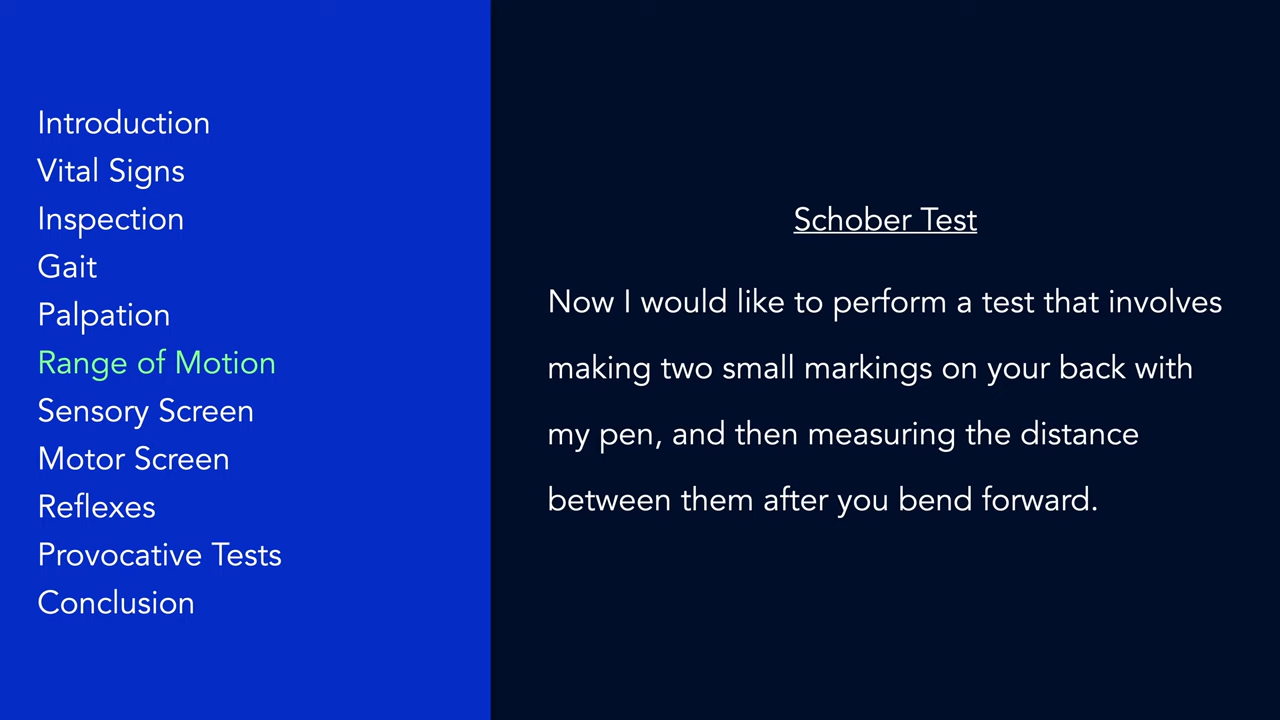 Introduction
Vital Signs
Inspection
Gait
Palpation
Range of Motion
Sensory Screen
Motor Screen
Reflexes
Provocative Tests
Conclusion
Schober Test
Now I would like to perform a test that involves
making two small markings on your back with
my pen, and then measuring the distance
between them after you bend forward.